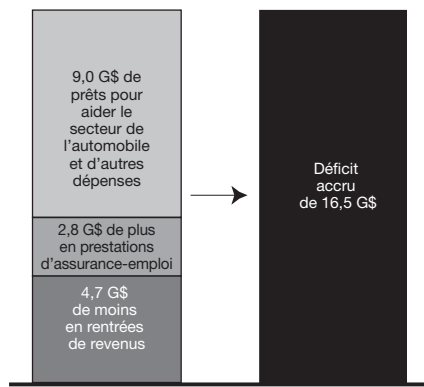 9,0 G$ de
prêts pour
aider le
secteur de
l’automobile
et d’autres
dépenses
2,8 G$ de plus
en prestations
d’assurance-emploi
4,7 G$
de moins
en rentrées
de revenus
Déficit
accru
de 16,5 G$